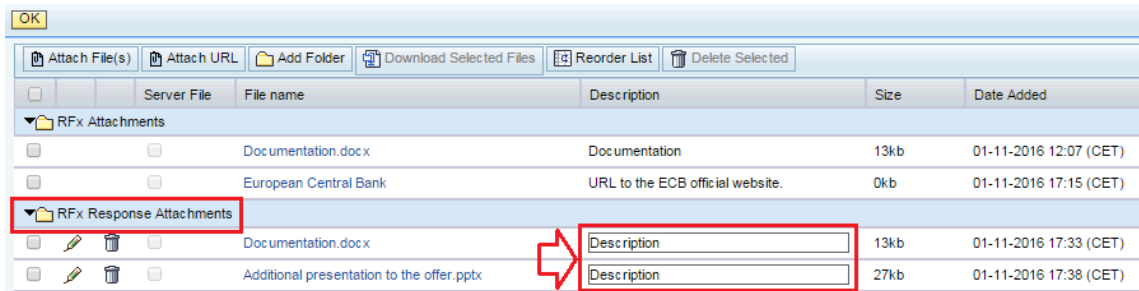 OK
Attach File(s) Attach URL Add Folder Download Selected Files Reorder List Delete Selected
Server File File name Description Size Date Added
RFx Attachments
Documentation.docx Documentation 13kb 01-11-2016 12:07 (CET)
European Central Bank URL to the ECB official website. 0kb 01-11-2016 17:15 (CET)
RFx Response Attachments
Documentation.docx Description 13kb 01-11-2016 17:33 (CET)
Additional presentation to the offer.pptx Description 27kb 01-11-2016 17:38 (CET)